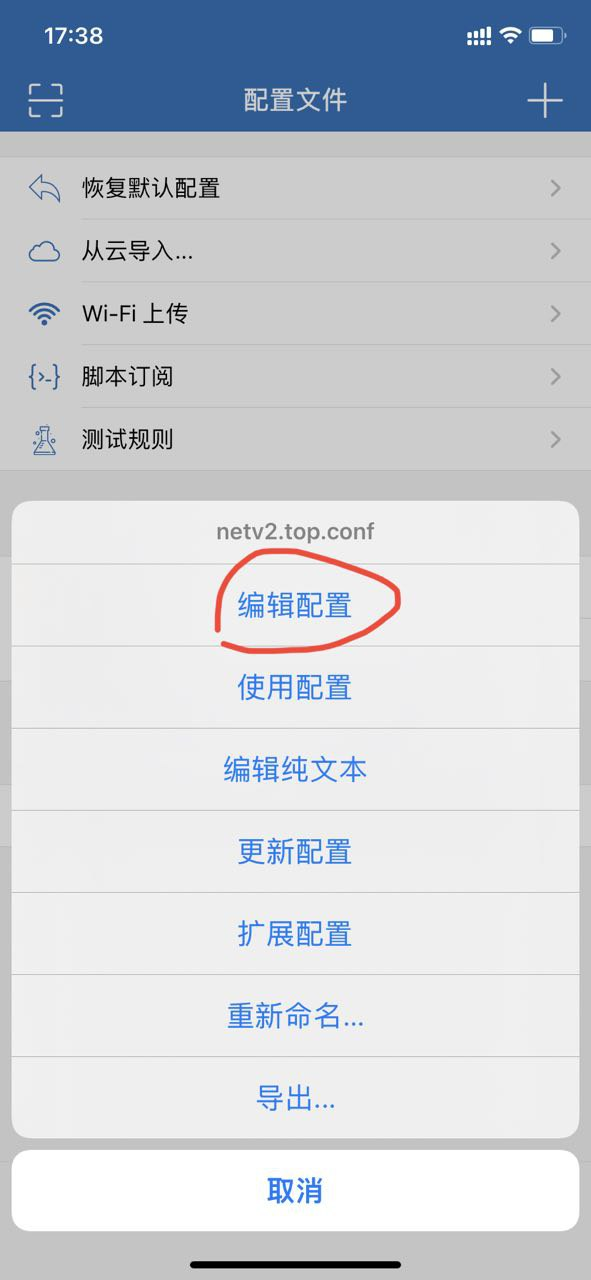 17:38
配置文件
恢复默认配置
从云导入...
Wi-Fi 上传
脚本订阅
测试规则
netv2.top.conf
编辑配置
使用配置
编辑纯文本
更新配置
扩展配置
重新命名...
导出...
取消